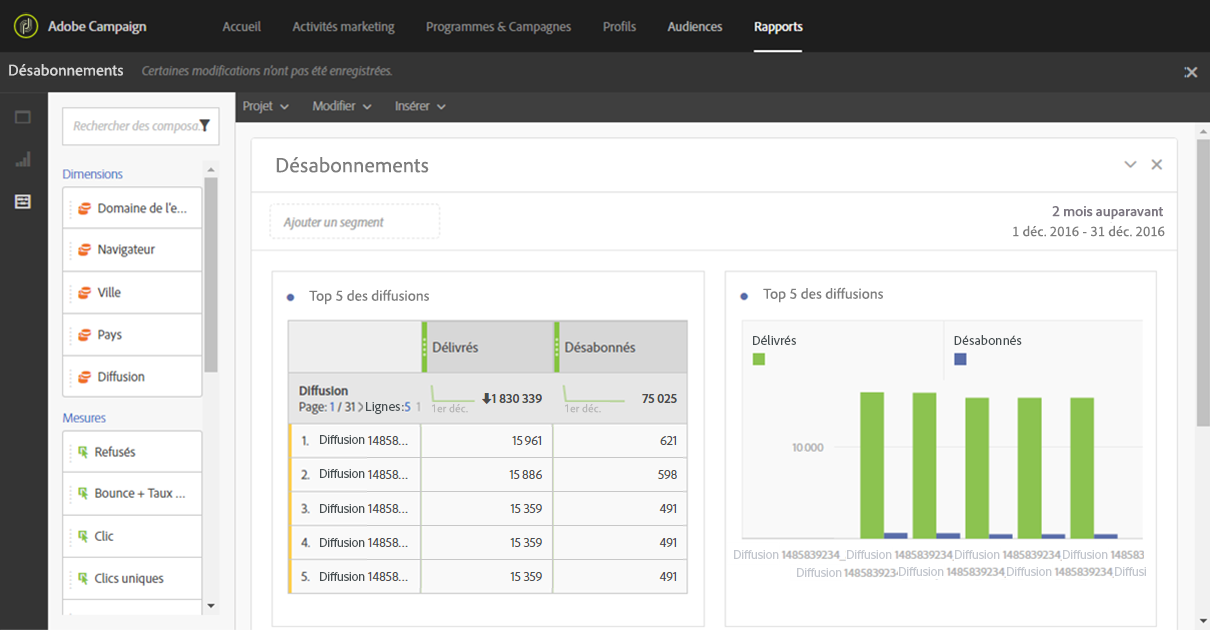 Adobe Campaign Accueil Activités marketing Programmes & Campagnes Profils Audiences Rapports
Désabonnements Certaines modifications n'ont pas été enregistrées.
Projet Modifier Insérer
Rechercher des composa
Dimensions
Domaine de l'e...
Navigateur
Ville
Pays
Diffusion
Mesures
Refusés
Bounce + Taux ...
Clic
Clics uniques
Désabonnements
Ajouter un segment
2 mois auparavant
1 déc. 2016 - 31 déc. 2016
Top 5 des diffusions
Délivrés Désabonnés
Diffusion
Page: 1 / 31 > Lignes:5 1
1er déc. 1 830 339
1er déc. 75 025
1. Diffusion 14858... 15 961 621
2. Diffusion 14858... 15 886 598
3. Diffusion 14858... 15 359 491
4. Diffusion 14858... 15 359 491
5. Diffusion 14858... 15 359 491
Top 5 des diffusions
Délivrés Désabonnés
10 000
Diffusion 1485839234_ Diffusion 1485839234 Diffusion 1485839234 Diffusion 148583
Diffusion 148583923 Diffusion 1485839234 Diffusion 1485839234 Diffusi